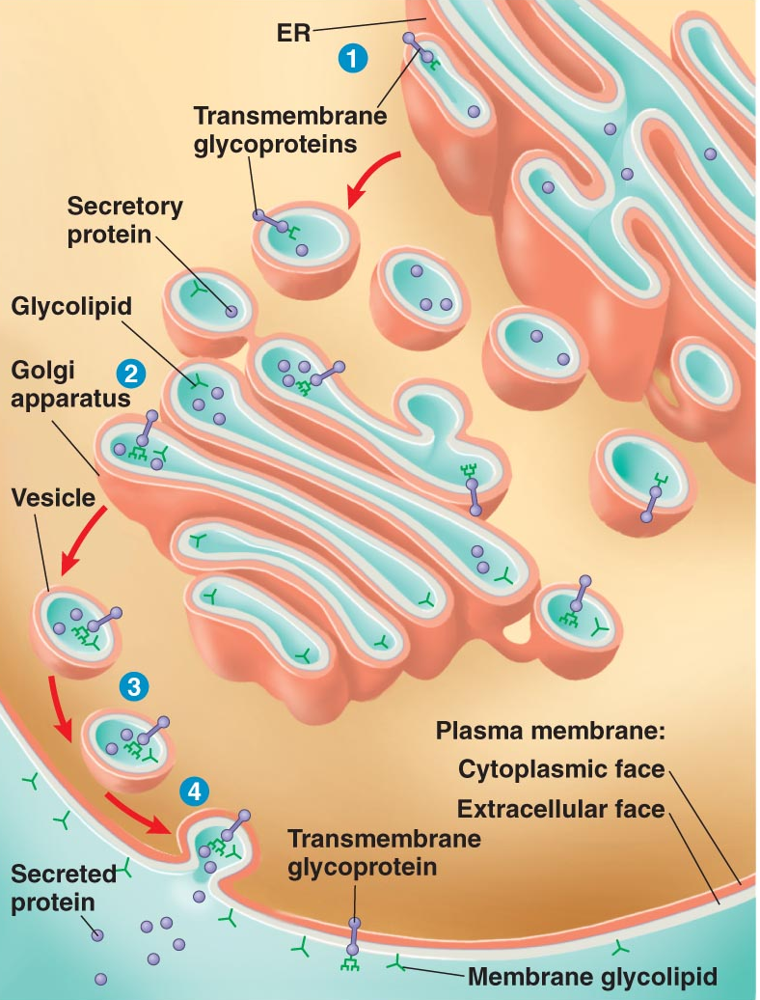 ER
1
Transmembrane
glycoproteins
Secretory
protein
Glycolipid
Golgi
apparatus
2
Vesicle
3
Plasma membrane:
Cytoplasmic face
Extracellular face
4
Transmembrane
glycoprotein
Secreted
protein
Membrane glycolipid